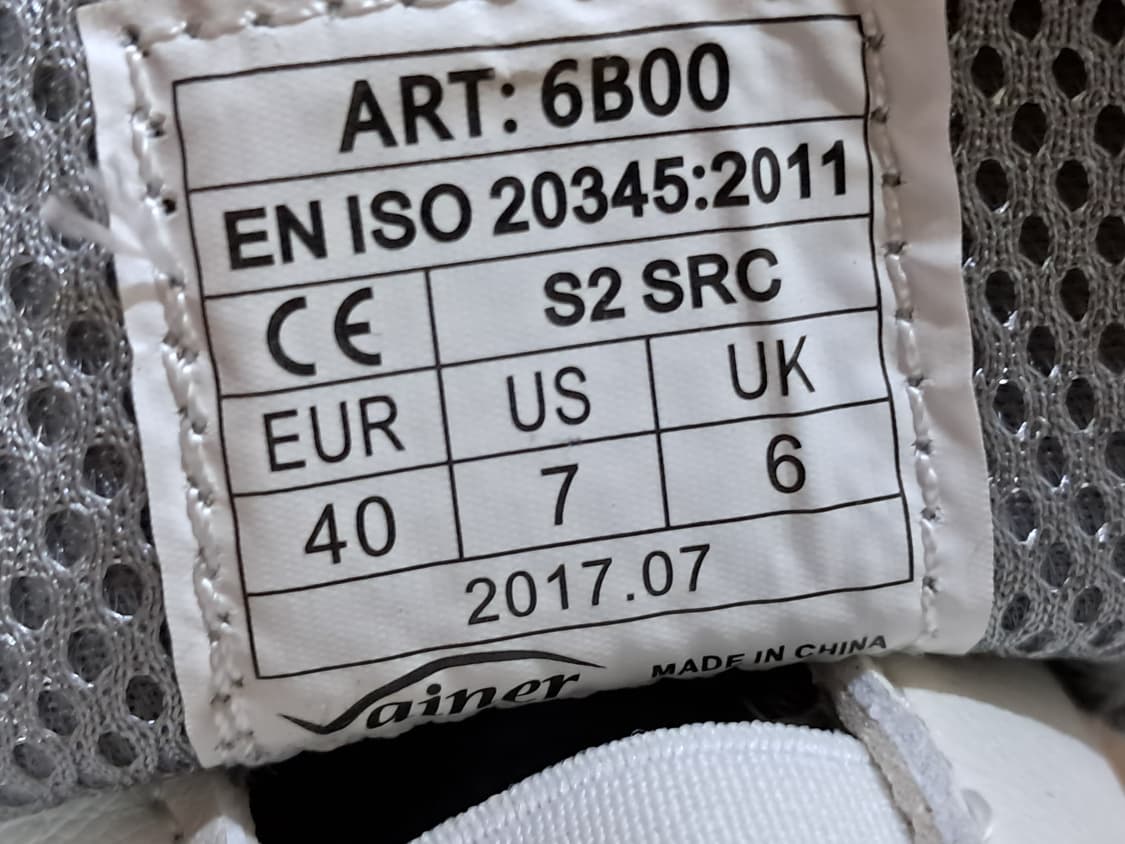 ART: 6B00
EN ISO 20345:2011
CE S2 SRC
EUR US UK
40 7 6
2017.07
Vainer MADE IN CHINA